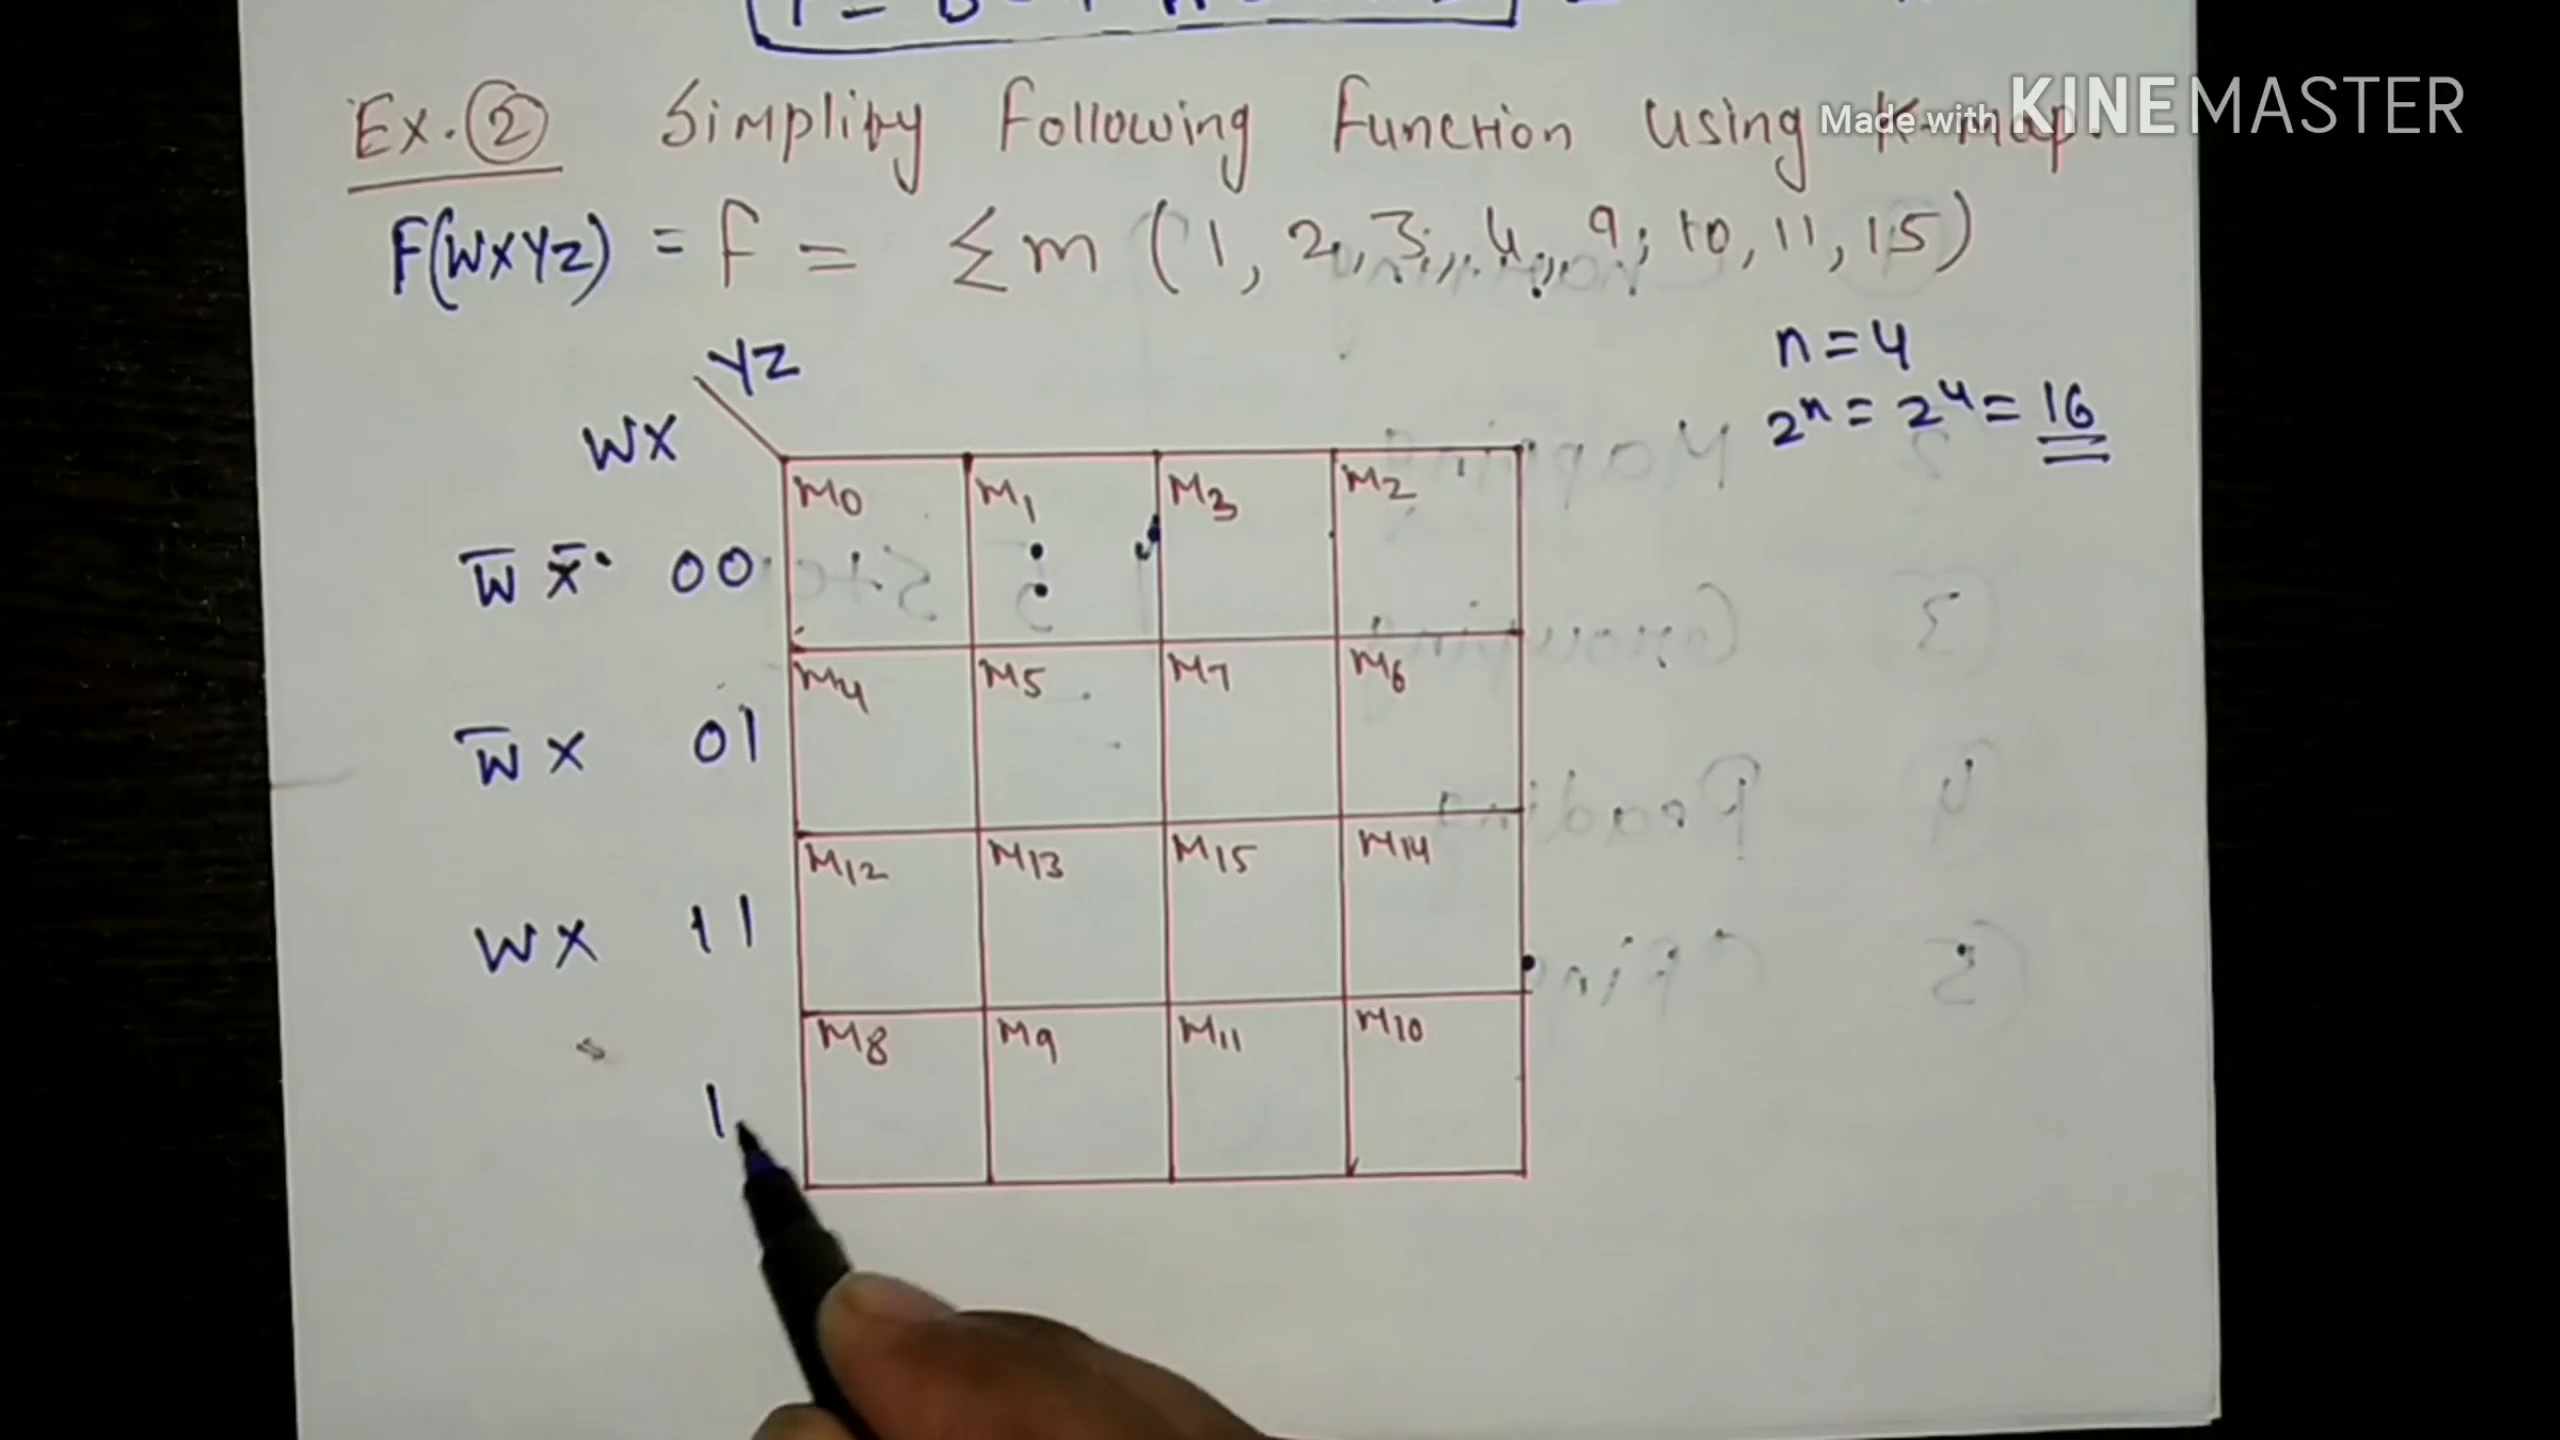 Ex. ② Simplify Following Function Using K-map.
Made with KINEMASTER
F(WXYZ) = f = Σm (1, 2, 3, 4, 9, 10, 11, 15)
n = 4
2ⁿ = 2⁴ = 16
YZ
WX
M0 M1 M3 M2
W̅ X̅ 00
M4 M5 M7 M6
W̅ X 01
M12 M13 M15 M14
W X 11
M8 M9 M11 M10
1